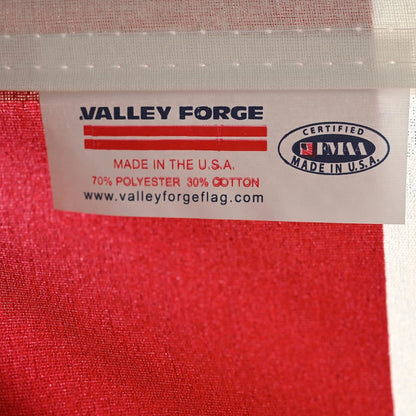 VALLEY FORGE
MADE IN THE U.S.A.
70% POLYESTER 30% COTTON
www.valleyforgeflag.com
CERTIFIED
FMAA
MADE IN U.S.A.